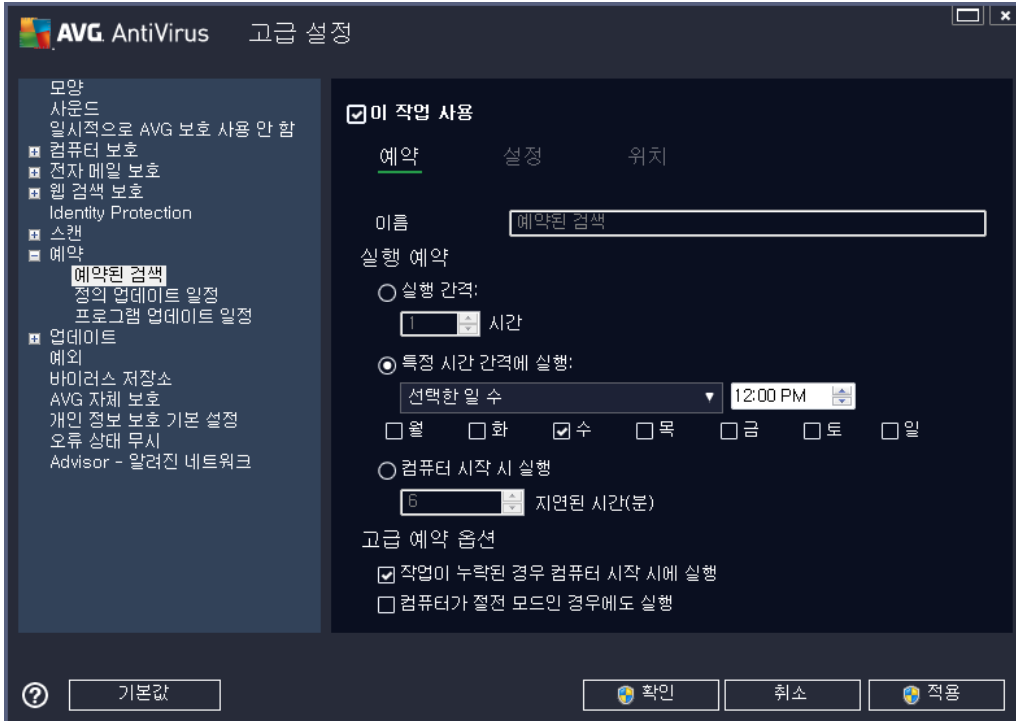 AVG. AntiVirus 고급 설정
모양
사운드
일시적으로 AVG 보호 사용 안 함
컴퓨터 보호
전자 메일 보호
웹 검색 보호
Identity Protection
스캔
예약
예약된 검색
정의 업데이트 일정
프로그램 업데이트 일정
업데이트
예외
바이러스 저장소
AVG 자체 보호
개인 정보 보호 기본 설정
오류 상태 무시
Advisor - 알려진 네트워크
이 작업 사용
예약 설정 위치
이름 예약된 검색
실행 예약
실행 간격:
1 시간
특정 시간 간격에 실행:
선택한 일 수 12:00 PM
월 화 수 목 금 토 일
컴퓨터 시작 시 실행
6 지연된 시간(분)
고급 예약 옵션
작업이 누락된 경우 컴퓨터 시작 시에 실행
컴퓨터가 절전 모드인 경우에도 실행
? 기본값 확인 취소 적용